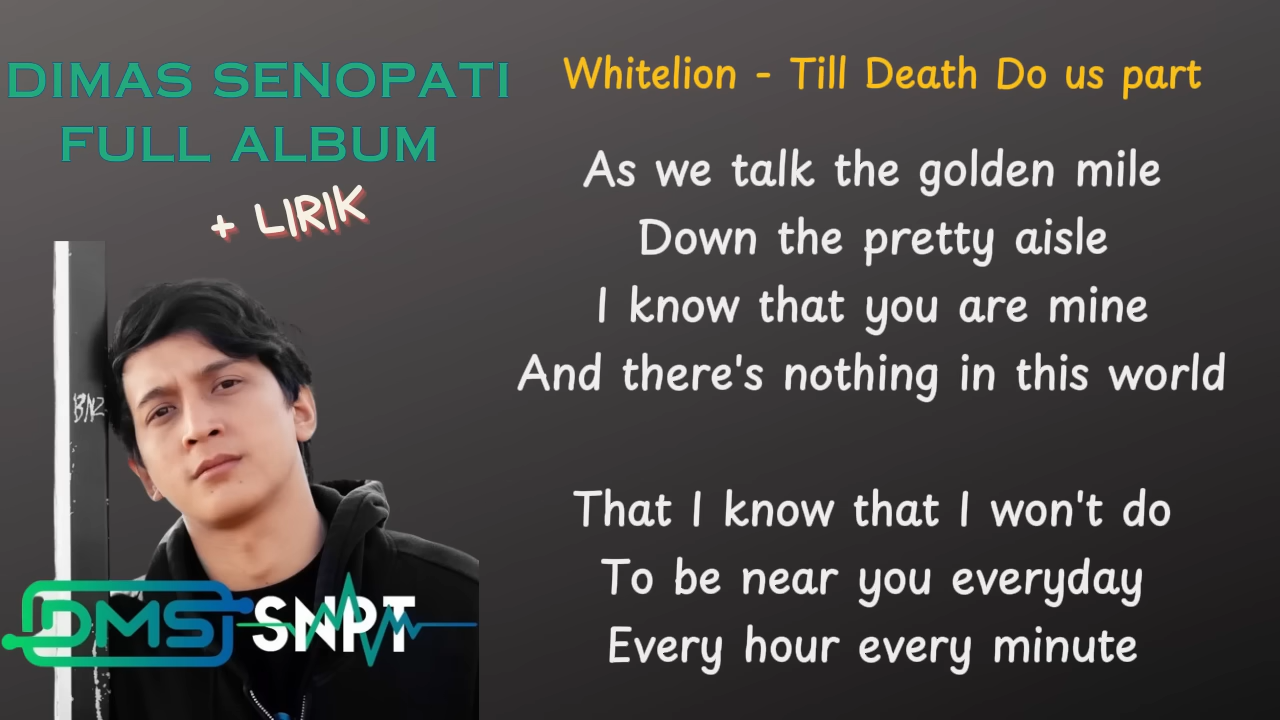 DIMAS SENOPATI
FULL ALBUM
+ LIRIK
BNZ
DMS SNPT
Whitelion - Till Death Do us part
As we talk the golden mile
Down the pretty aisle
I know that you are mine
And there's nothing in this world
That I know that I won't do
To be near you everyday
Every hour every minute